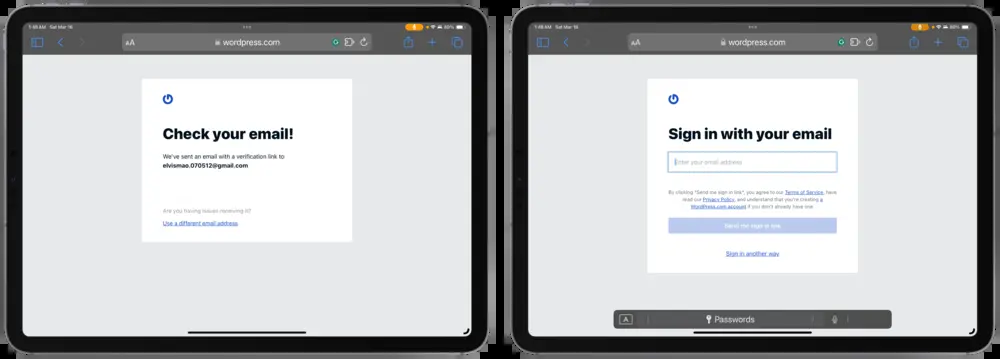 1:48 AM Sat Mar 16
AA
wordpress.com
Check your email!
We've sent an email with a verification link to
elvismae.070512@gmail.com
Are you having issues receiving it?
Use a different email address
1:48 AM Sat Mar 16
AA
wordpress.com
Sign in with your email
Enter your email address
By clicking "Send me sign in link", you agree to our Terms of Service, have
read our Privacy Policy, and understand that you're creating a
WordPress.com account if you don't already have one.
Send me sign in link
Sign in another way
A
Passwords